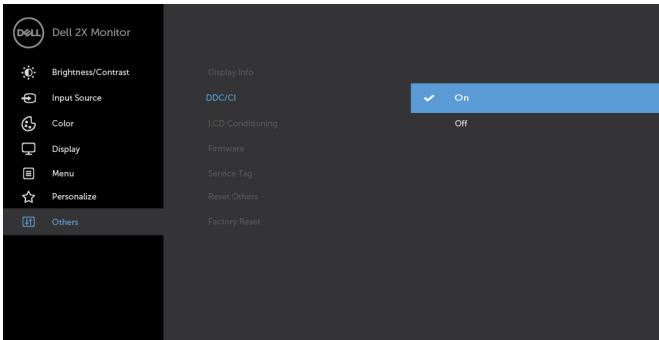 DELL Dell 2X Monitor
Brightness/Contrast
Input Source
Color
Display
Menu
Personalize
Others
Display Info
DDC/CI
LCD Conditioning
Firmware
Service Tag
Reset Others
Factory Reset
On
Off